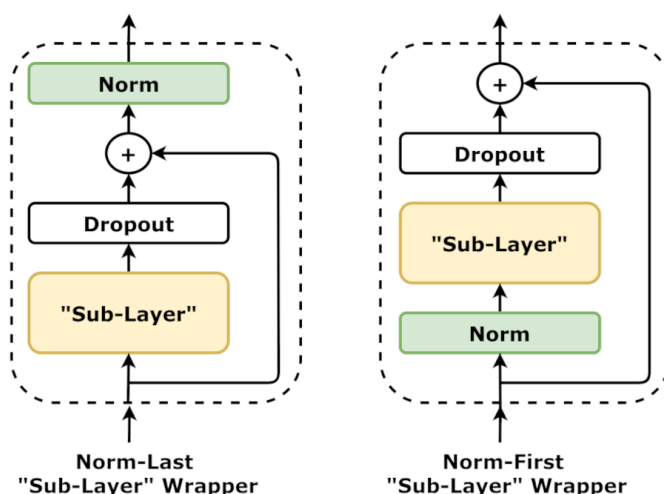 Norm
+
Dropout
"Sub-Layer"
Norm-Last
"Sub-Layer" Wrapper
+
Dropout
"Sub-Layer"
Norm
Norm-First
"Sub-Layer" Wrapper